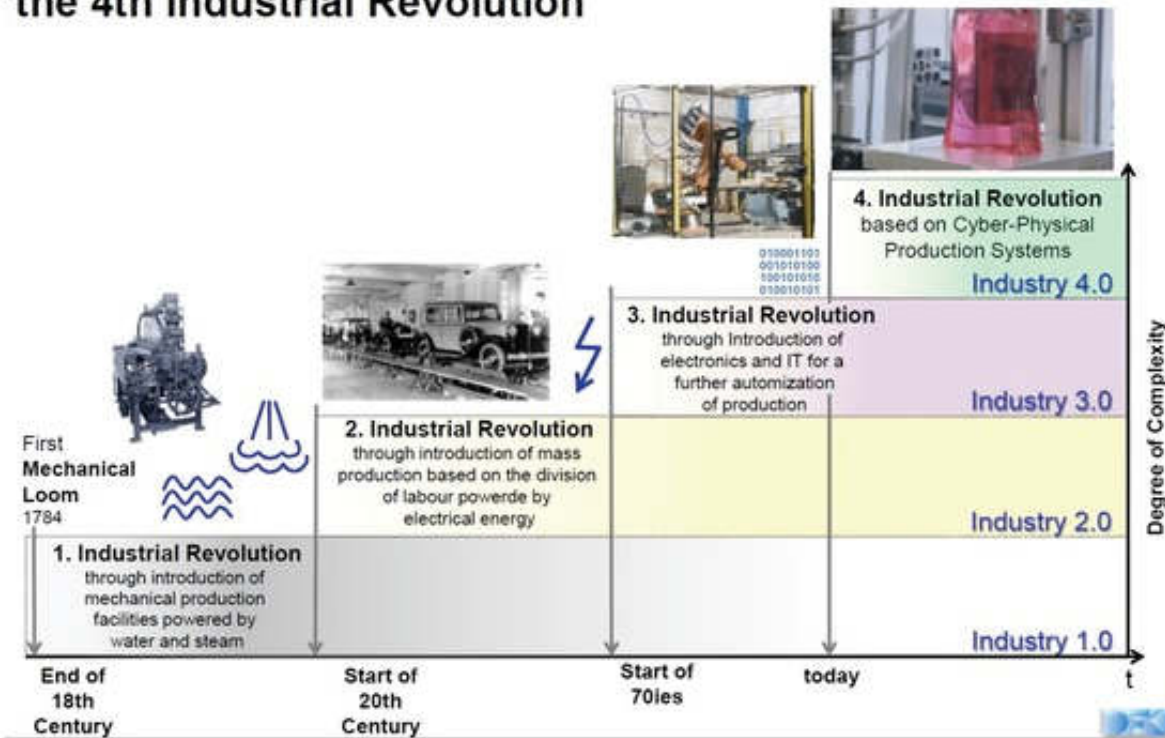 the 4th Industrial Revolution
010001101
001010100
100101010
010010101
4. Industrial Revolution
based on Cyber-Physical
Production Systems
Industry 4.0
3. Industrial Revolution
through Introduction of
electronics and IT for a
further automization
of production
Industry 3.0
2. Industrial Revolution
through introduction of mass
production based on the division
of labour powerde by
electrical energy
Industry 2.0
First
Mechanical
Loom
1784
1. Industrial Revolution
through introduction of
mechanical production
facilities powered by
water and steam
Industry 1.0
Degree of Complexity
End of
18th
Century
Start of
20th
Century
Start of
70ies
today
t